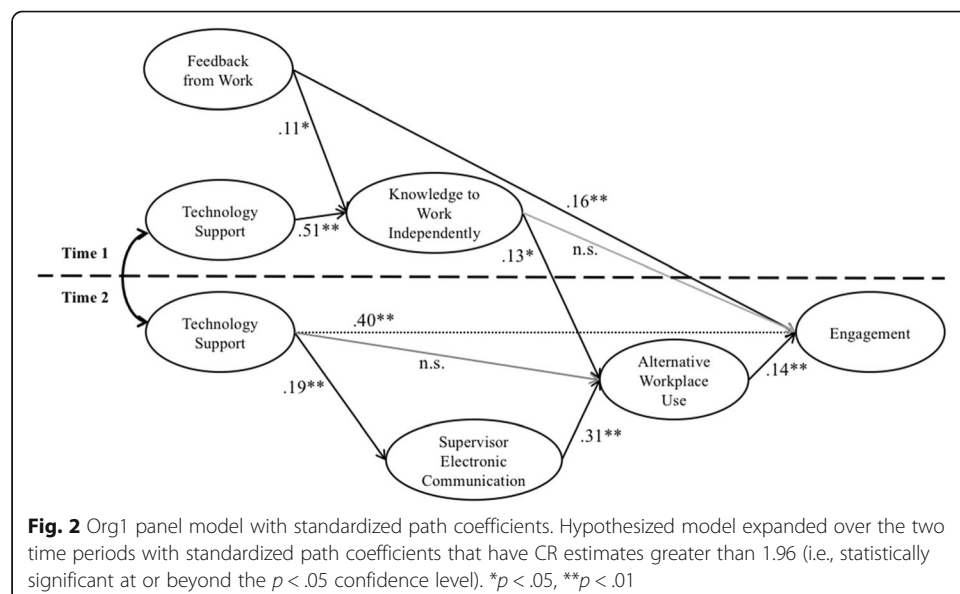 Feedback
from Work
.11*
Knowledge to
Work
Independently
Technology
Support
.51**
.16**
n.s.
.13*
Time 1
Time 2
Technology
Support
.40**
Engagement
n.s.
Alternative
Workplace
Use
.14**
.19**
.31**
Supervisor
Electronic
Communication
Fig. 2 Org1 panel model with standardized path coefficients. Hypothesized model expanded over the two
time periods with standardized path coefficients that have CR estimates greater than 1.96 (i.e., statistically
significant at or beyond the p < .05 confidence level). *p < .05, **p < .01